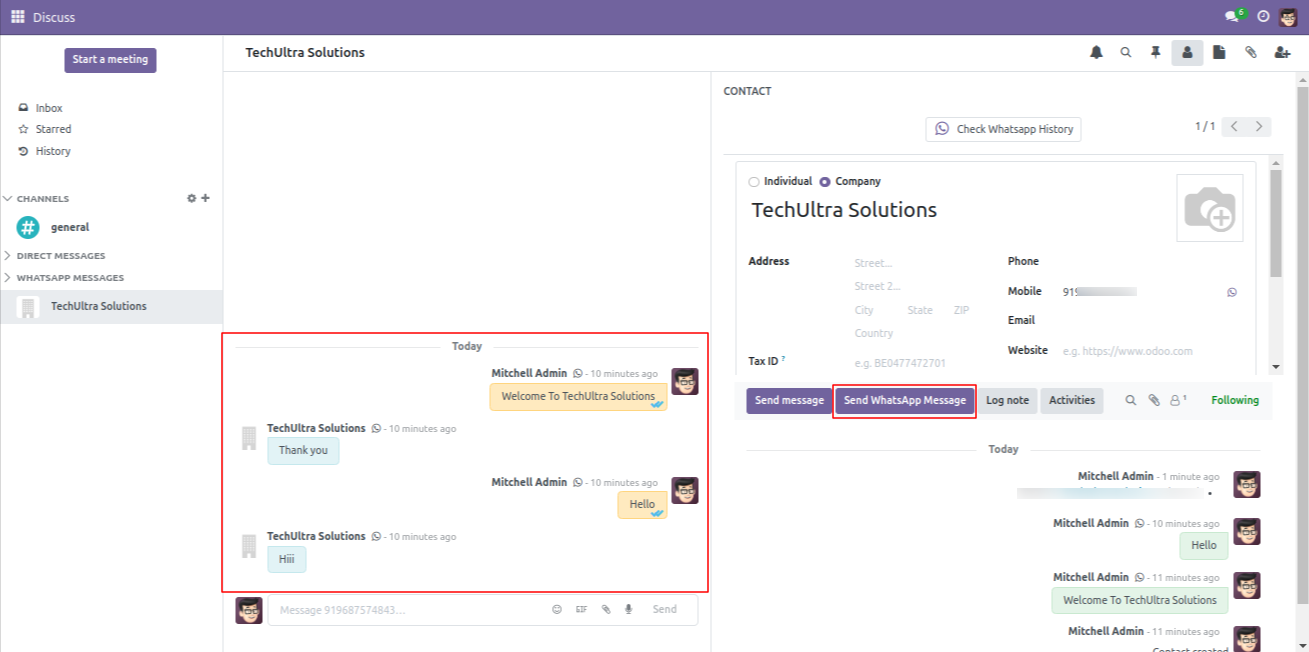 Discuss
6
Start a meeting
Inbox
Starred
History
CHANNELS
general
DIRECT MESSAGES
WHATSAPP MESSAGES
TechUltra Solutions
TechUltra Solutions
Today
Mitchell Admin - 10 minutes ago
Welcome To TechUltra Solutions
TechUltra Solutions - 10 minutes ago
Thank you
Mitchell Admin - 10 minutes ago
Hello
TechUltra Solutions - 10 minutes ago
Hiii
Message 919687574843...
GIF
Send
CONTACT
Check Whatsapp History
1 / 1
Individual Company
TechUltra Solutions
Address
Street...
Street 2...
City State ZIP
Country
Tax ID ?
e.g. BE0477472701
Phone
Mobile 919
Email
Website e.g. https://www.odoo.com
Send message Send WhatsApp Message Log note Activities 1 Following
Today
Mitchell Admin - 1 minute ago
Mitchell Admin - 10 minutes ago
Hello
Mitchell Admin - 11 minutes ago
Welcome To TechUltra Solutions
Mitchell Admin - 11 minutes ago
Contact created